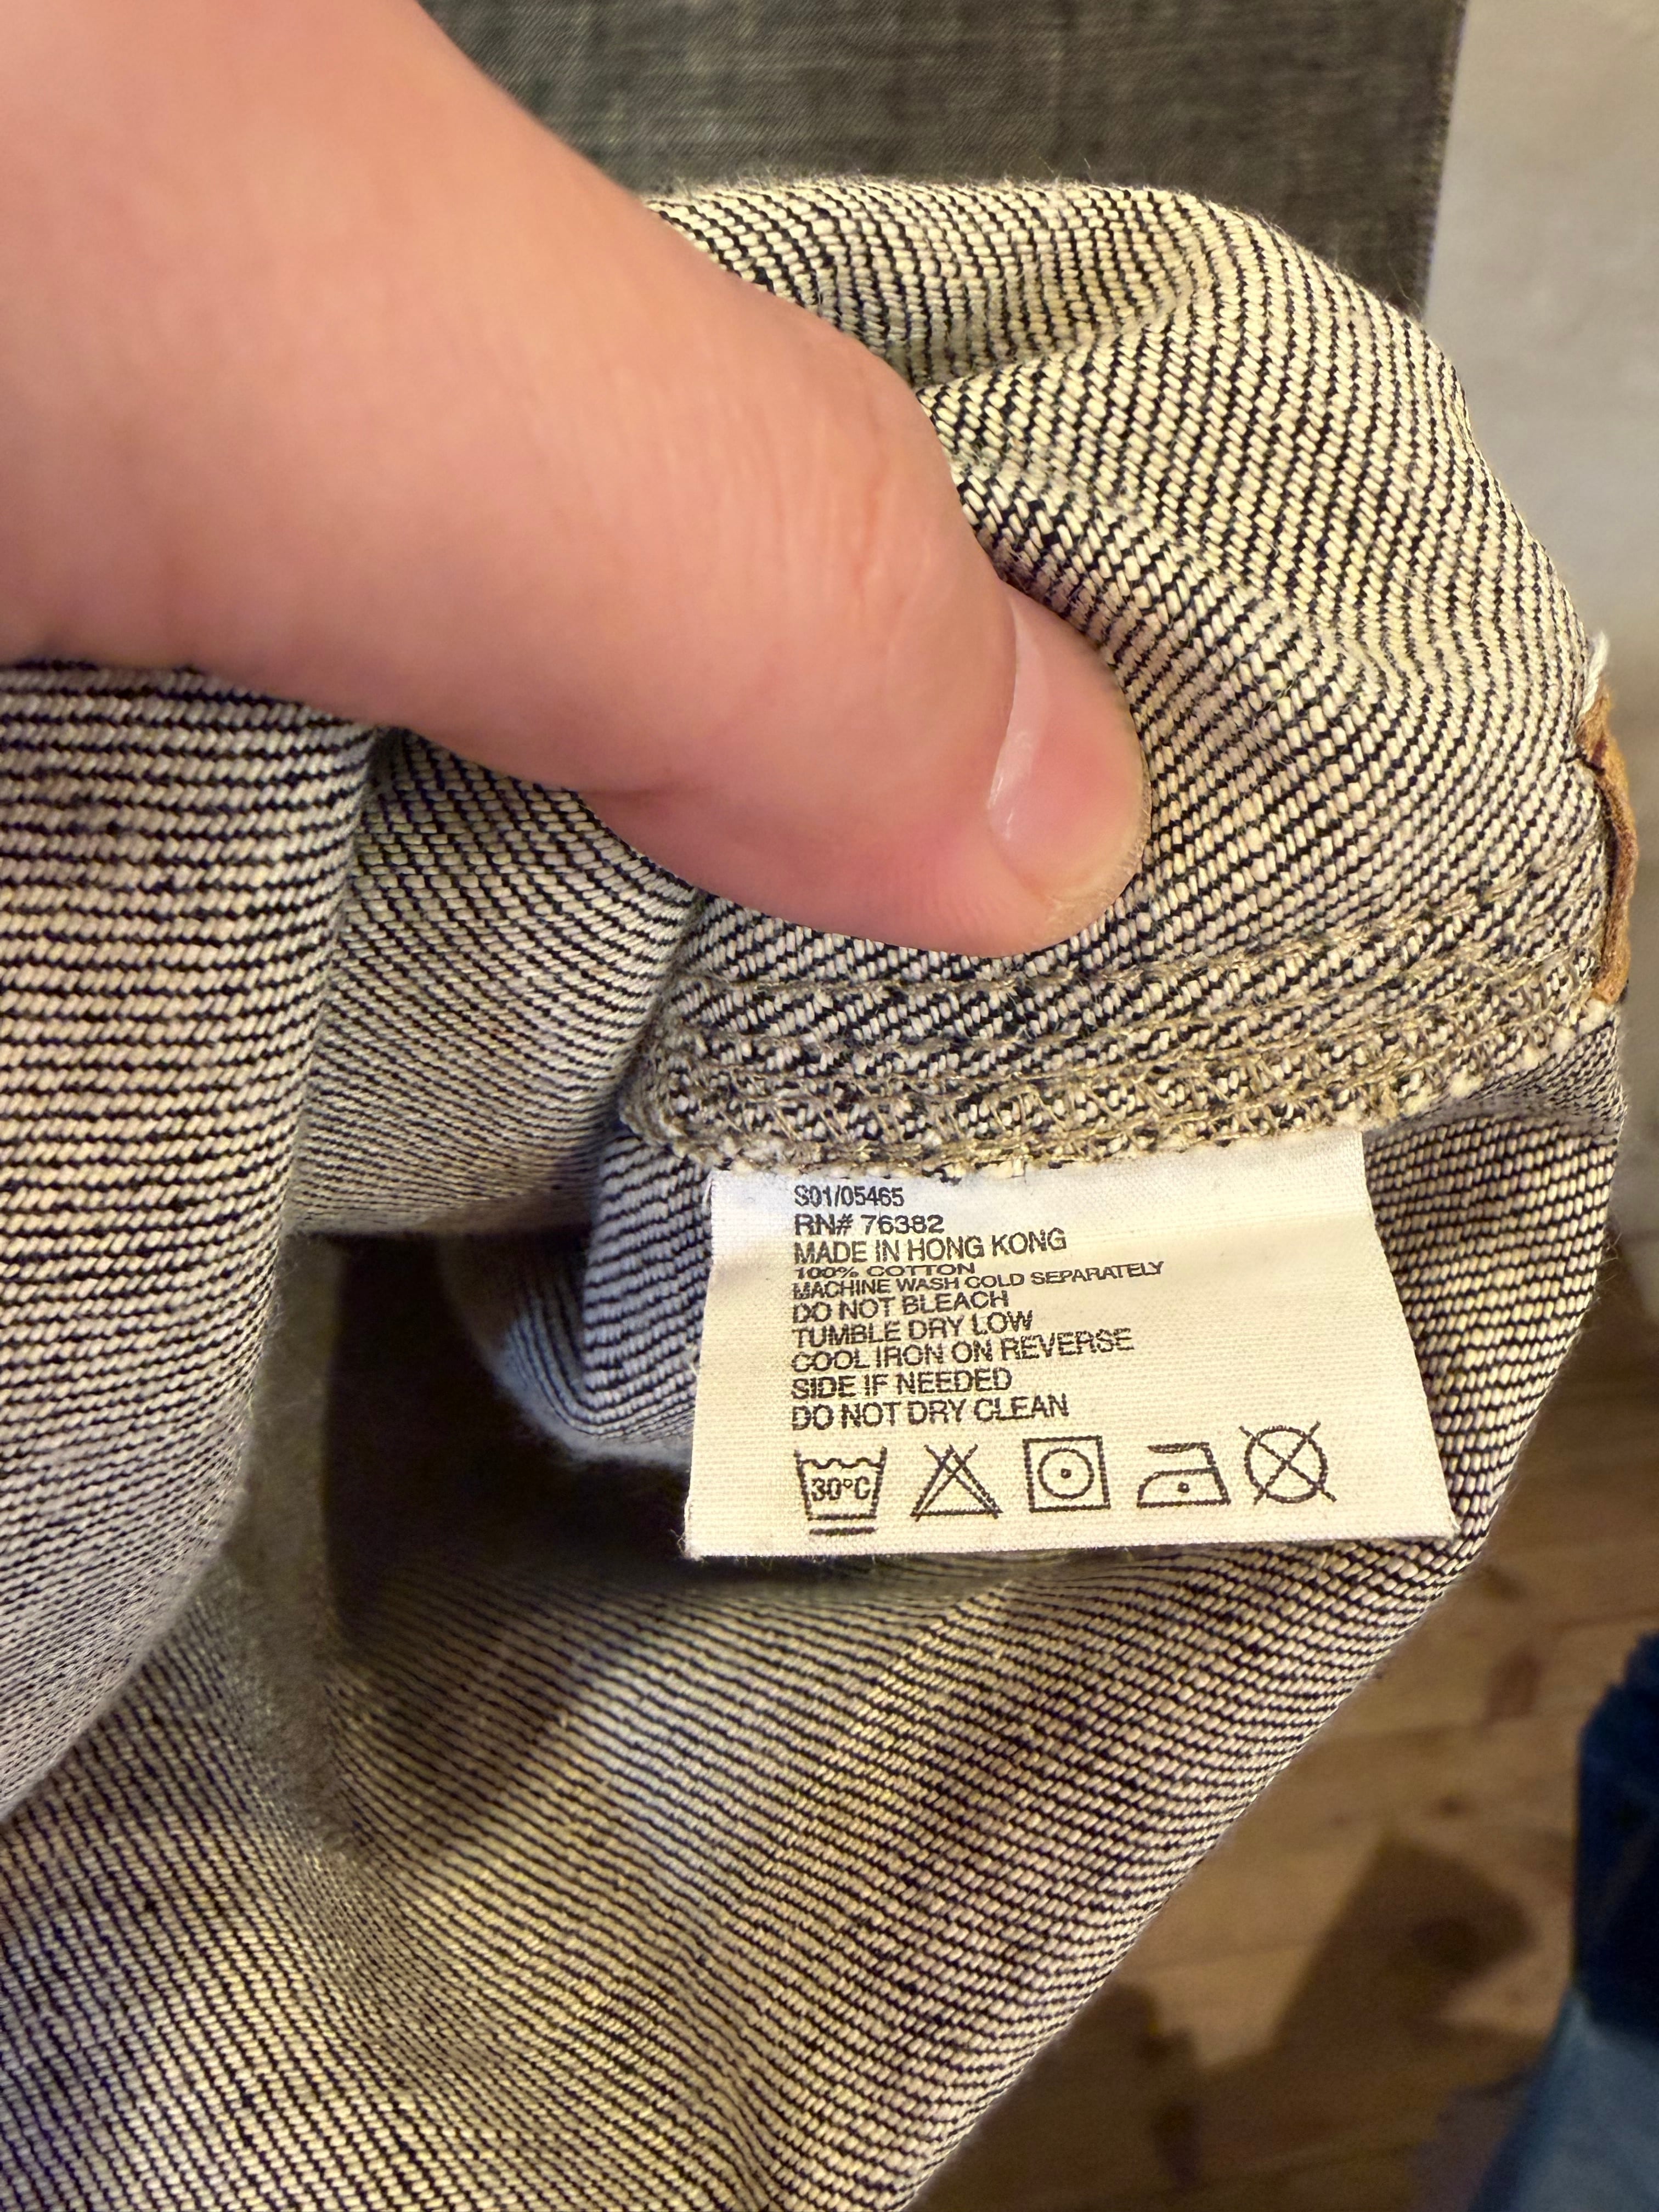 S01/05465
RN# 76382
MADE IN HONG KONG
100% COTTON
MACHINE WASH COLD SEPARATELY
DO NOT BLEACH
TUMBLE DRY LOW
COOL IRON ON REVERSE
SIDE IF NEEDED
DO NOT DRY CLEAN
30°C